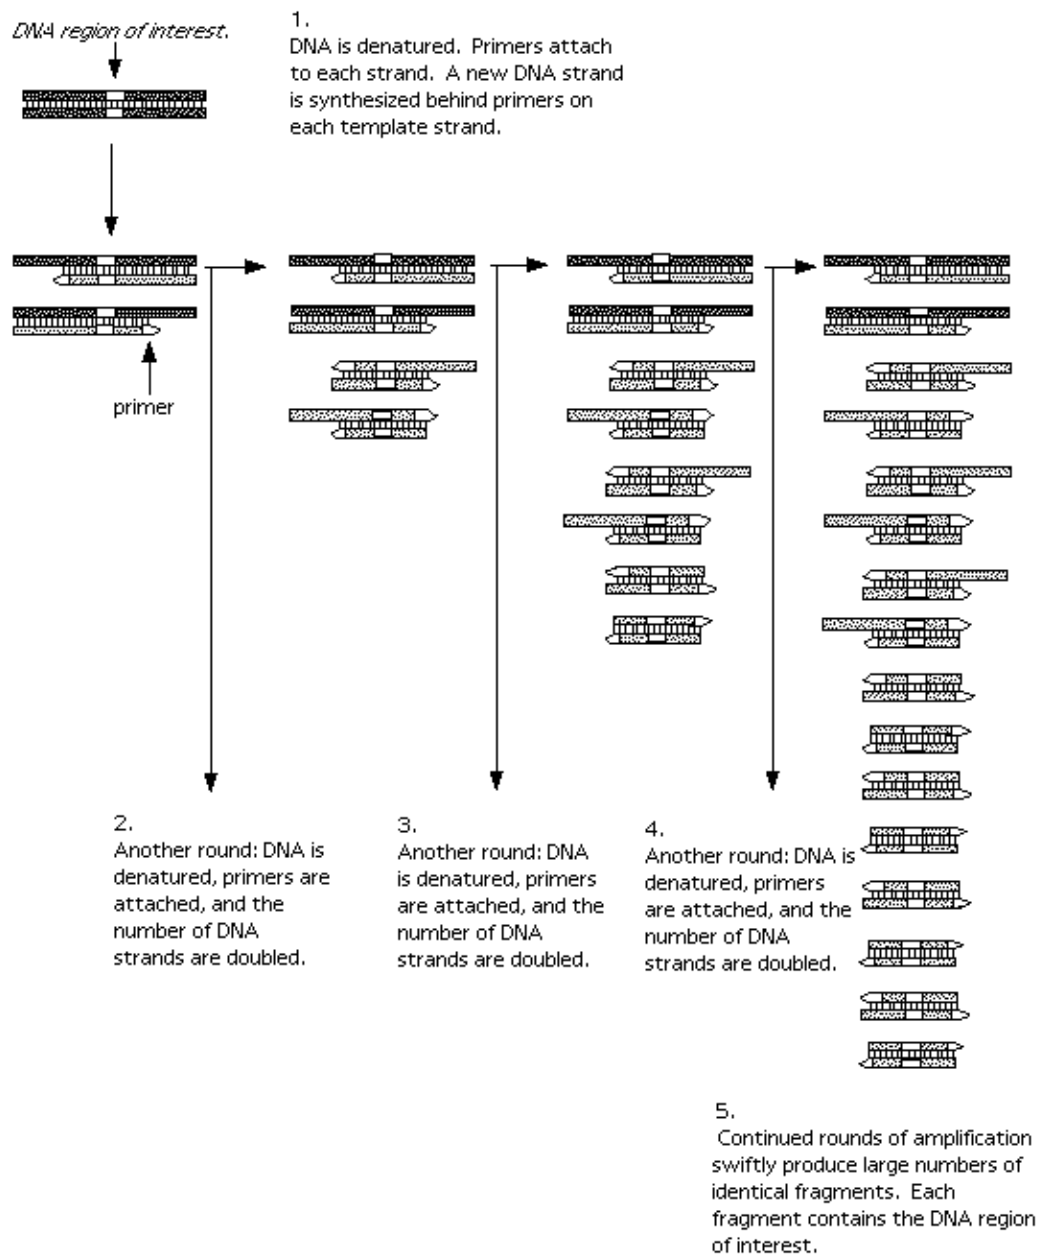 DNA region of interest.
1.
DNA is denatured. Primers attach
to each strand. A new DNA strand
is synthesized behind primers on
each template strand.
primer
2.
Another round: DNA is
denatured, primers are
attached, and the
number of DNA
strands are doubled.
3.
Another round: DNA
is denatured, primers
are attached, and the
number of DNA
strands are doubled.
4.
Another round: DNA is
denatured, primers
are attached, and the
number of DNA
strands are doubled.
5.
Continued rounds of amplification
swiftly produce large numbers of
identical fragments. Each
fragment contains the DNA region
of interest.